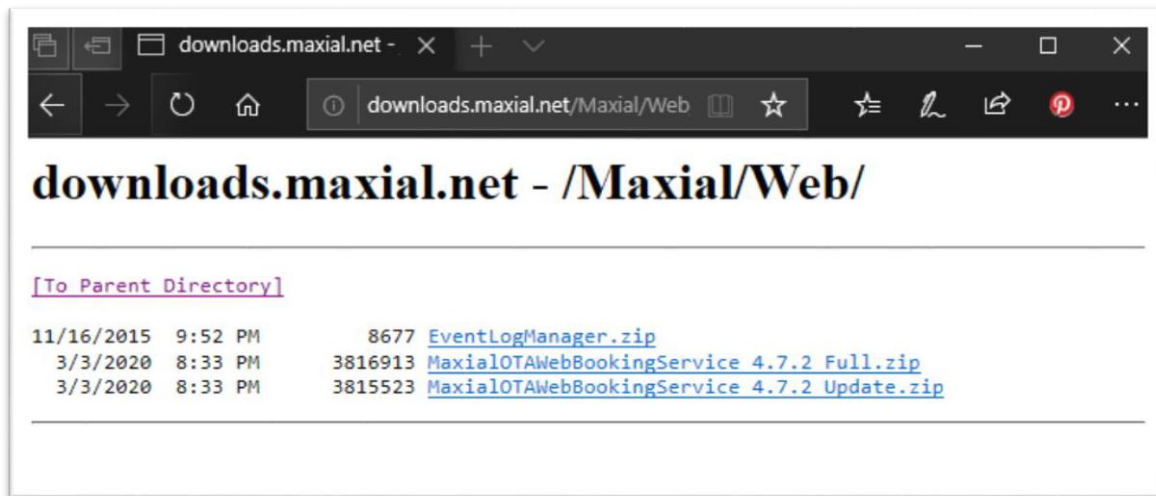 downloads.maxial.net -
downloads.maxial.net/Maxial/Web
downloads.maxial.net - /Maxial/Web/
[To Parent Directory]
11/16/2015 9:52 PM 8677 EventLogManager.zip
3/3/2020 8:33 PM 3816913 MaxialOTAWebBookingService 4.7.2 Full.zip
3/3/2020 8:33 PM 3815523 MaxialOTAWebBookingService 4.7.2 Update.zip